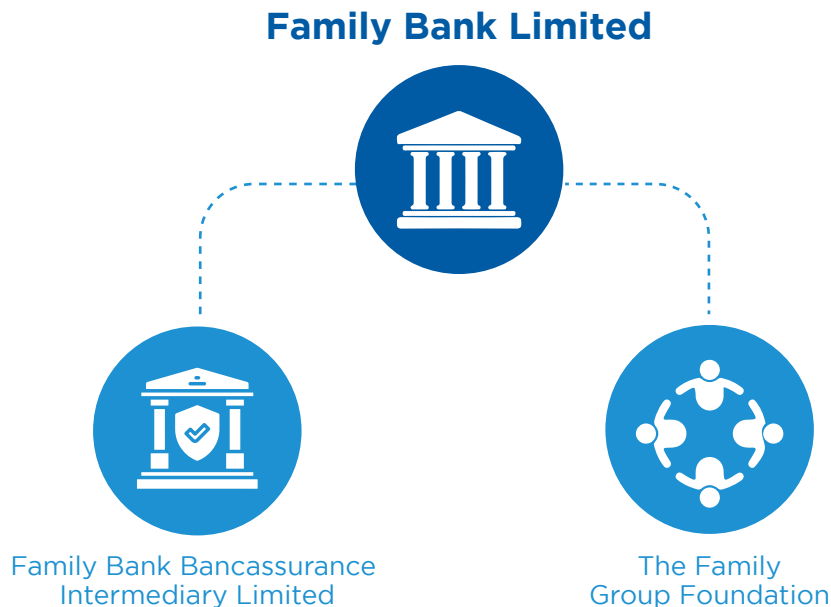 Family Bank Limited
Family Bank Bancassurance
Intermediary Limited
The Family
Group Foundation